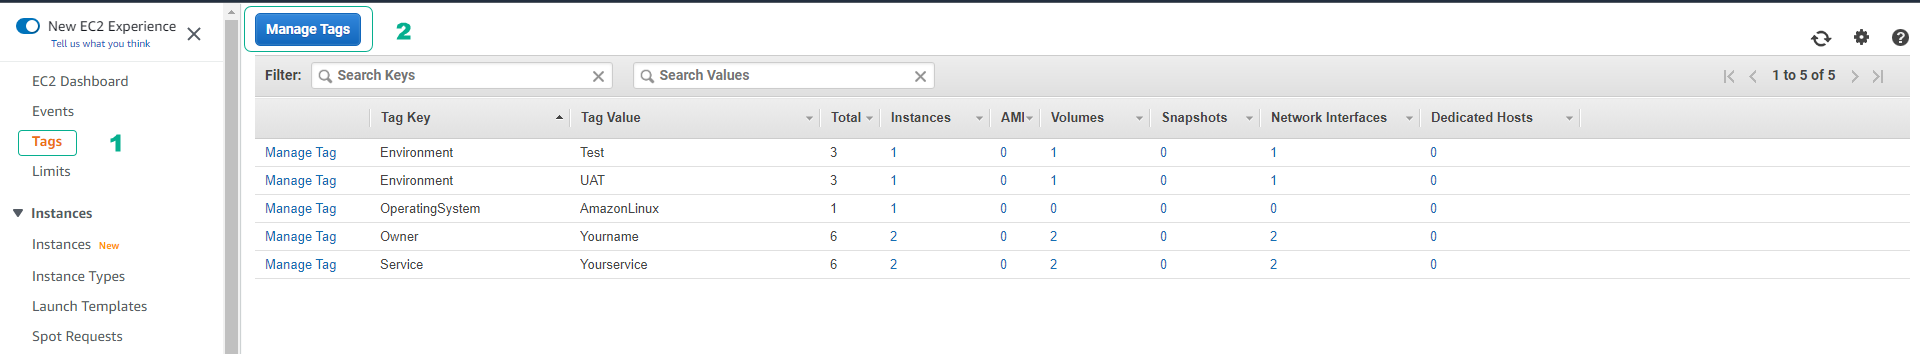 New EC2 Experience
Tell us what you think
EC2 Dashboard
Events
Tags 1
Limits
Instances
Instances New
Instance Types
Launch Templates
Spot Requests
Manage Tags 2
Filter: Search Keys Search Values 1 to 5 of 5
Tag Key Tag Value Total Instances AMI Volumes Snapshots Network Interfaces Dedicated Hosts
Manage Tag Environment Test 3 1 0 1 0 1 0
Manage Tag Environment UAT 3 1 0 1 0 1 0
Manage Tag OperatingSystem AmazonLinux 1 1 0 0 0 0 0
Manage Tag Owner Yourname 6 2 0 2 0 2 0
Manage Tag Service Yourservice 6 2 0 2 0 2 0